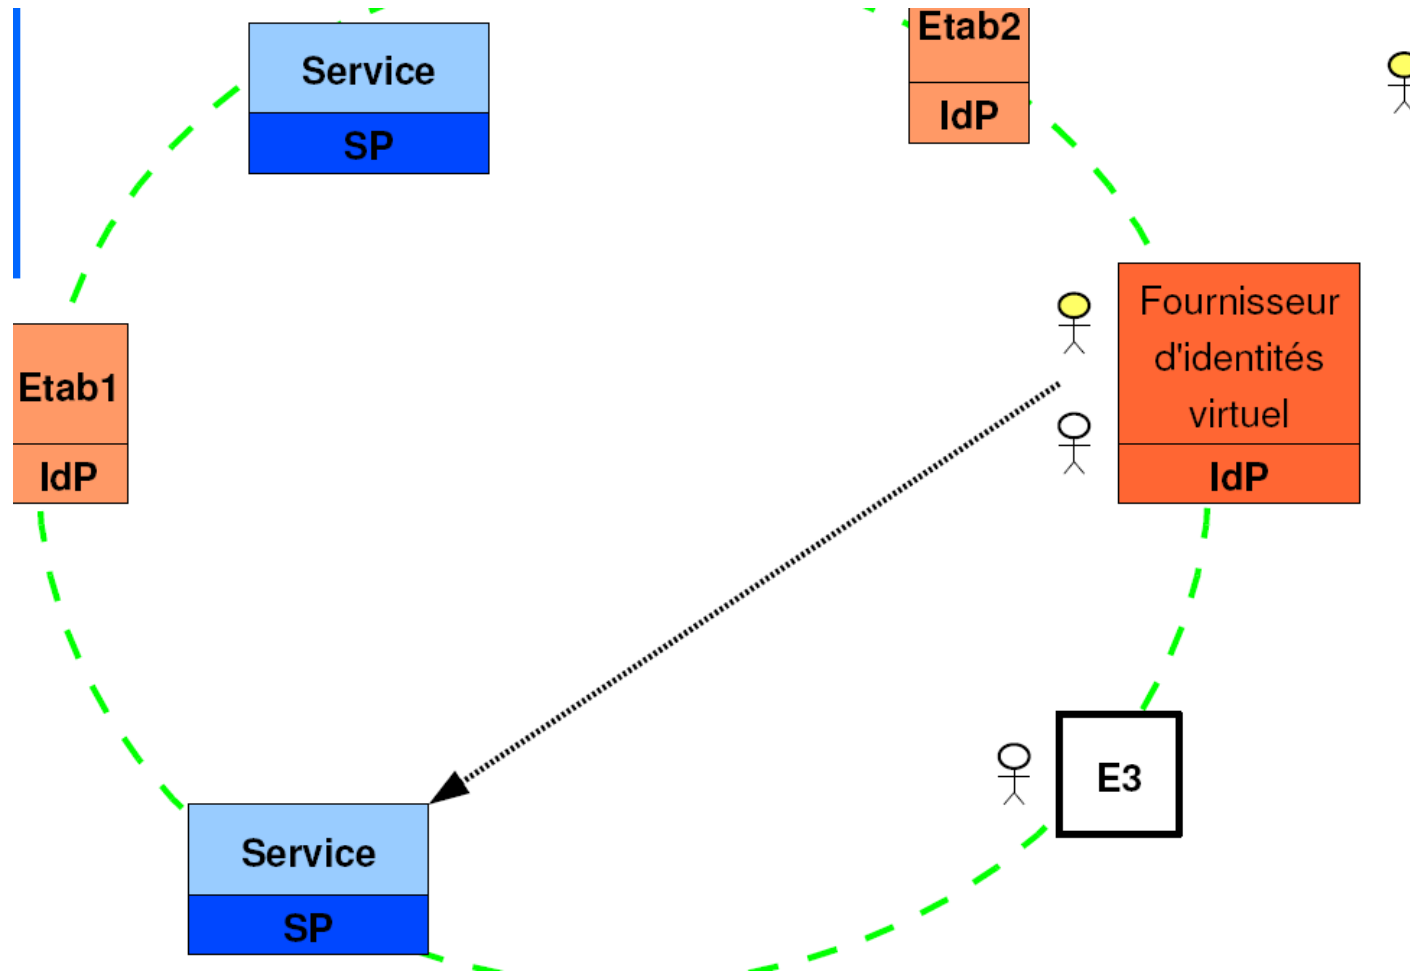 Etab2
IdP
Service
SP
Fournisseur
d'identités
virtuel
IdP
Etab1
IdP
E3
Service
SP